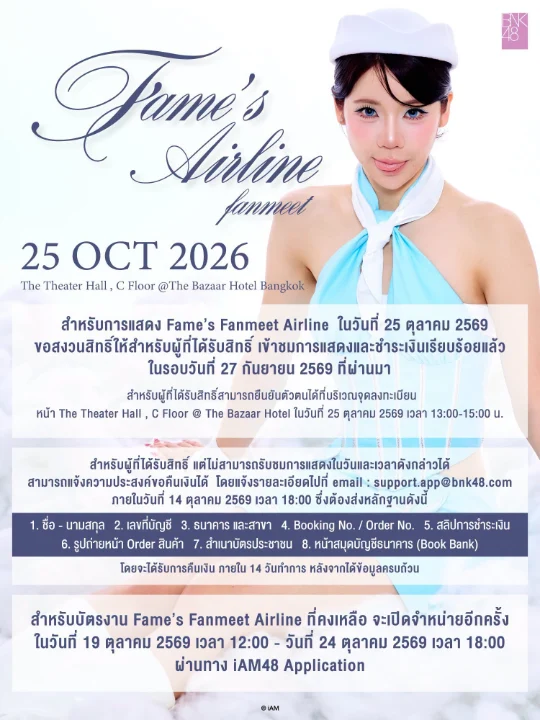 BNK
48
Fame's
Airline
fanmeet
25 OCT 2026
The Theater Hall , C Floor @The Bazaar Hotel Bangkok
สำหรับการแสดง Fame's Fanmeet Airline ในวันที่ 25 ตุลาคม 2569
ขอสงวนสิทธิ์ให้สำหรับผู้ที่ได้รับสิทธิ์ เข้าชมการแสดงและชำระเงินเรียบร้อยแล้ว
ในรอบวันที่ 27 กันยายน 2569 ที่ผ่านมา
สำหรับผู้ที่ได้รับสิทธิ์สามารถยืนยันตัวตนได้ที่บริเวณจุดลงทะเบียน
หน้า The Theater Hall , C Floor @ The Bazaar Hotel ในวันที่ 25 ตุลาคม 2569 เวลา 13:00-15:00 น.
สำหรับผู้ที่ได้รับสิทธิ์ แต่ไม่สามารถรับชมการแสดงในวันและเวลาดังกล่าวได้
สามารถแจ้งความประสงค์ขอคืนเงินได้ โดยแจ้งรายละเอียดไปที่ email : support.app@bnk48.com
ภายในวันที่ 14 ตุลาคม 2569 เวลา 18:00 ซึ่งต้องส่งหลักฐานดังนี้
1. ชื่อ - นามสกุล 2. เลขที่บัญชี 3. ธนาคาร และสาขา 4. Booking No. / Order No. 5. สลิปการชำระเงิน
6. รูปถ่ายหน้า Order สินค้า 7. สำเนาบัตรประชาชน 8. หน้าสมุดบัญชีธนาคาร (Book Bank)
โดยจะได้รับการคืนเงิน ภายใน 14 วันทำการ หลังจากได้ข้อมูลครบถ้วน
สำหรับบัตรงาน Fame's Fanmeet Airline ที่คงเหลือ จะเปิดจำหน่ายอีกครั้ง
ในวันที่ 19 ตุลาคม 2569 เวลา 12:00 - วันที่ 24 ตุลาคม 2569 เวลา 18:00
ผ่านทาง iAM48 Application
© iAM